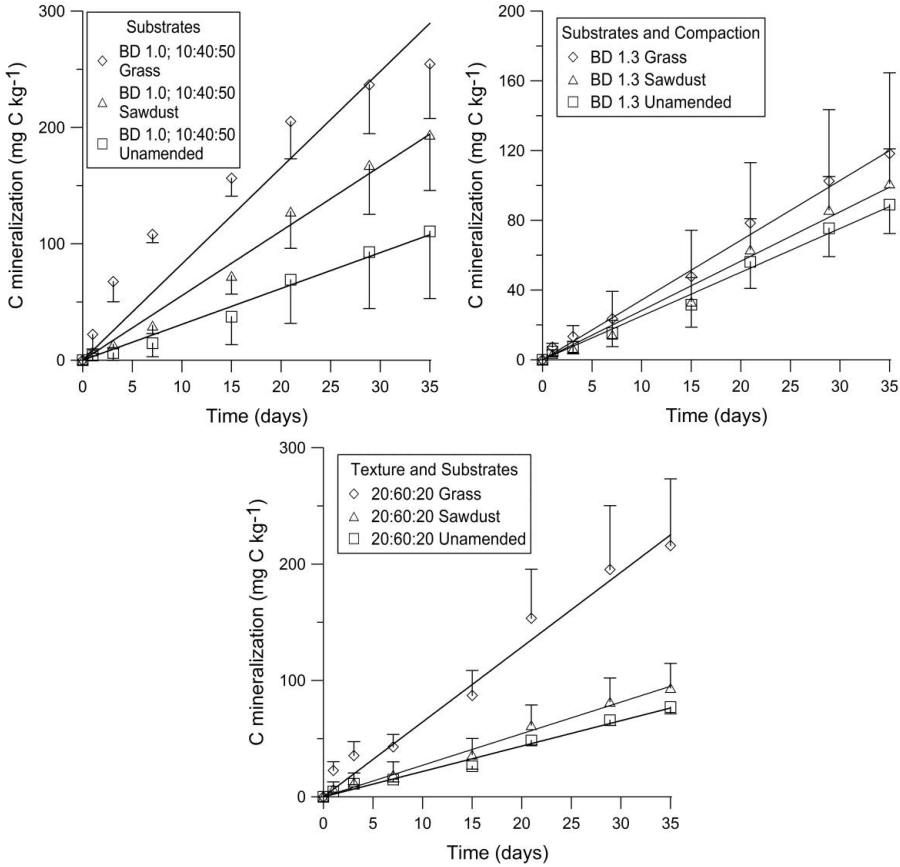 300
200
100
0
C mineralization (mg C kg-1)
Substrates
BD 1.0; 10:40:50
Grass
BD 1.0; 10:40:50
Sawdust
BD 1.0; 10:40:50
Unamended
0 5 10 15 20 25 30 35
Time (days)
200
160
120
80
40
0
C mineralization (mg C kg-1)
Substrates and Compaction
BD 1.3 Grass
BD 1.3 Sawdust
BD 1.3 Unamended
0 5 10 15 20 25 30 35
Time (days)
300
200
100
0
C mineralization (mg C kg-1)
Texture and Substrates
20:60:20 Grass
20:60:20 Sawdust
20:60:20 Unamended
0 5 10 15 20 25 30 35
Time (days)